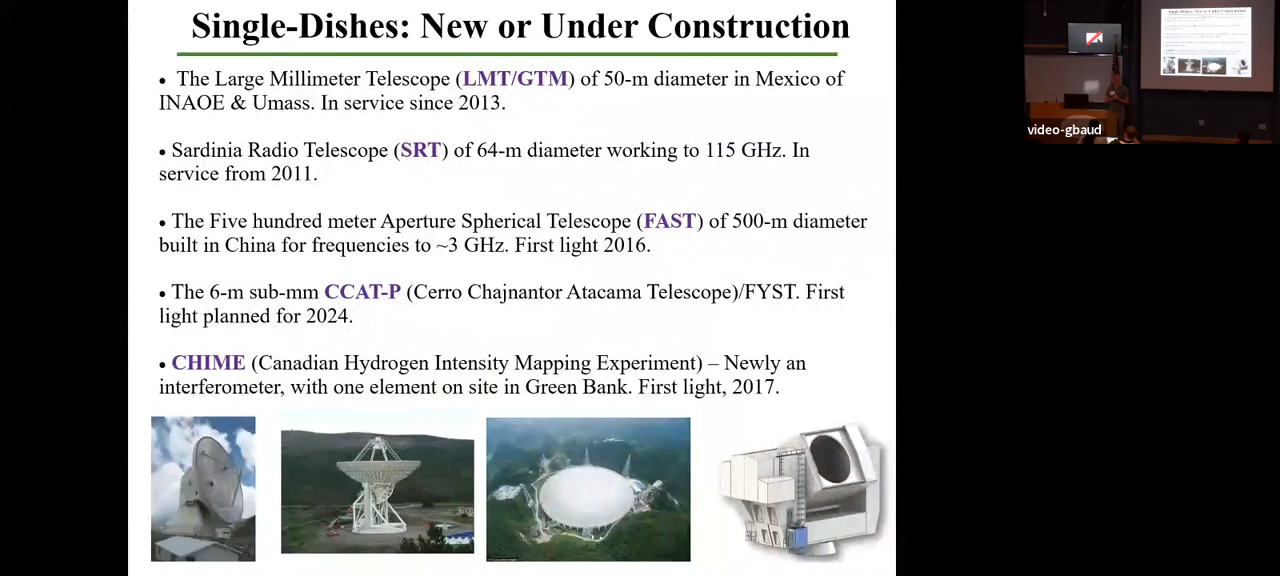 Single-Dishes: New or Under Construction
• The Large Millimeter Telescope (LMT/GTM) of 50-m diameter in Mexico of
INAOE & Umass. In service since 2013.
• Sardinia Radio Telescope (SRT) of 64-m diameter working to 115 GHz. In
service from 2011.
• The Five hundred meter Aperture Spherical Telescope (FAST) of 500-m diameter
built in China for frequencies to ~3 GHz. First light 2016.
• The 6-m sub-mm CCAT-P (Cerro Chajnantor Atacama Telescope)/FYST. First
light planned for 2024.
• CHIME (Canadian Hydrogen Intensity Mapping Experiment) – Newly an
interferometer, with one element on site in Green Bank. First light, 2017.
video-gbaud